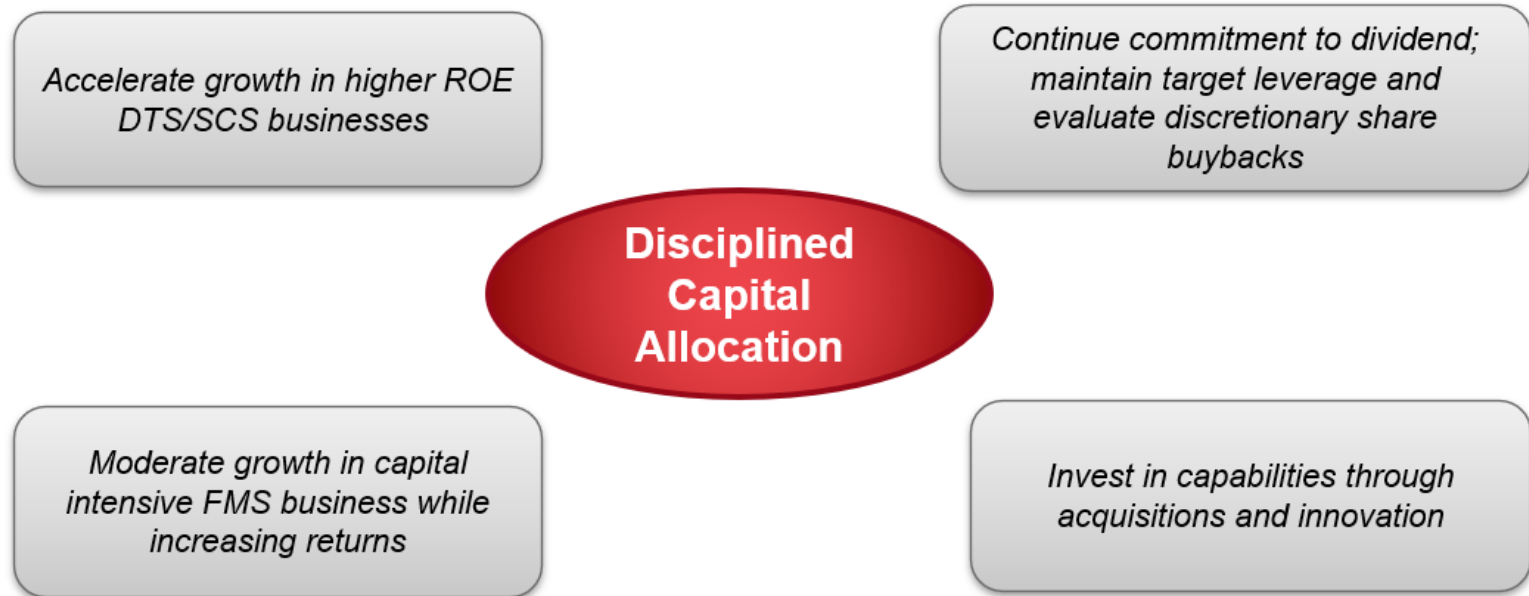 Accelerate growth in higher ROE
DTS/SCS businesses
Continue commitment to dividend;
maintain target leverage and
evaluate discretionary share
buybacks
Disciplined
Capital
Allocation
Moderate growth in capital
intensive FMS business while
increasing returns
Invest in capabilities through
acquisitions and innovation